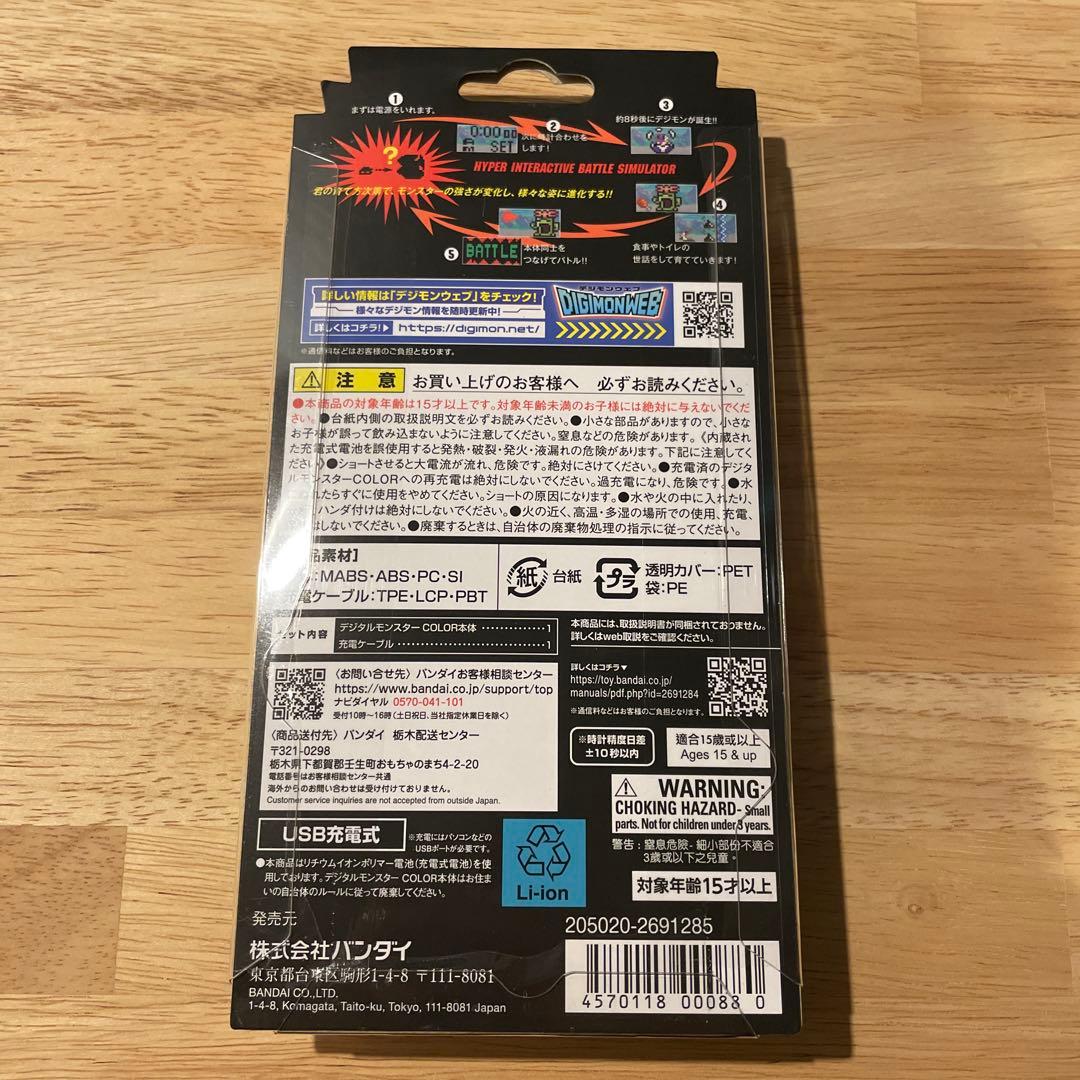 ①
まずは電源をいれます。
0:00 00
SET
②
次に時計合わせを
します!
③
約8秒後にデジモンが誕生!!
?
HYPER INTERACTIVE BATTLE SIMULATOR
君の育て方次第で、モンスターの強さが変化し、様々な姿に進化する!!
④
食事やトイレの
世話をして育てていきます!
⑤
BATTLE
本体同士を
つなげてバトル!!
詳しい情報は「デジモンウェブ」をチェック!
様々なデジモン情報を随時更新中!
詳しくはコチラ!▶ https://digimon.net/
デジモンウェブ
DIGIMONWEB
※通信料などはお客様のご負担となります。
⚠注 意 お買い上げのお客様へ 必ずお読みください。
●本商品の対象年齢は15才以上です。対象年齢未満のお子様には絶対に与えないでくだ
さい。●台紙内側の取扱説明文を必ずお読みください。●小さな部品がありますので、小さな
お子様が誤って飲み込まないように注意してください。窒息などの危険があります。《内蔵され
た充電式電池を誤使用すると発熱・破裂・発火・液漏れの危険があります。下記に注意してく
ださい》●ショートさせると大電流が流れ、危険です。絶対にさけてください。●充電済のデジタ
ルモンスターCOLORへの再充電は絶対にしないでください。過充電になり、危険です。●水
れたらすぐに使用をやめてください。ショートの原因になります。●水や火の中に入れたり、
ハンダ付けは絶対にしないでください。●火の近く、高温・多湿の場所での使用、充電、
はしないでください。●廃棄するときは、自治体の廃棄物処理の指示に従ってください。
品素材]
:MABS・ABS・PC・SI
電ケーブル:TPE・LCP・PBT
紙 台紙
プラ 透明カバー:PET
袋:PE
セット内容
デジタルモンスター COLOR本体 ・・・・・・・・・・・・・・1
充電ケーブル ・・・・・・・・・・・・・・・・・・・・・・・・・・・・・1
本商品には、取扱説明書が同梱されておりません。
詳しくはweb取説をご確認ください。
詳しくはコチラ▼
https://toy.bandai.co.jp/
manuals/pdf.php?id=2691284
※通信料などはお客様のご負担となります。
〈お問い合せ先〉バンダイお客様相談センター
https://www.bandai.co.jp/support/top
ナビダイヤル 0570-041-101
受付10時~16時(土日祝日、当社指定休業日を除く)
〈商品送付先〉バンダイ 栃木配送センター
〒321-0298
栃木県下都賀郡壬生町おもちゃのまち4-2-20
電話番号はお客様相談センター共通
海外からのお問い合わせは受け付けておりません。
Customer service inquiries are not accepted from outside Japan.
※時計精度日差
±10秒以内
適合15歳或以上
Ages 15 & up
⚠ WARNING:
CHOKING HAZARD- Small
parts. Not for children under 3 years.
警告:窒息危險-細小部份不適合
3歲或以下之兒童。
対象年齢15才以上
USB充電式
※充電にはパソコンなどの
USBポートが必要です。
●本商品はリチウムイオンポリマー電池(充電式電池)を使
用しております。デジタルモンスター COLOR本体はお住ま
いの自治体のルールに従って廃棄してください。
Li-ion
発売元
株式会社バンダイ
東京都台東区駒形1-4-8 〒111-8081
BANDAI CO.,LTD.
1-4-8, Komagata, Taito-ku, Tokyo, 111-8081 Japan
205020-2691285
4570118 00088 0